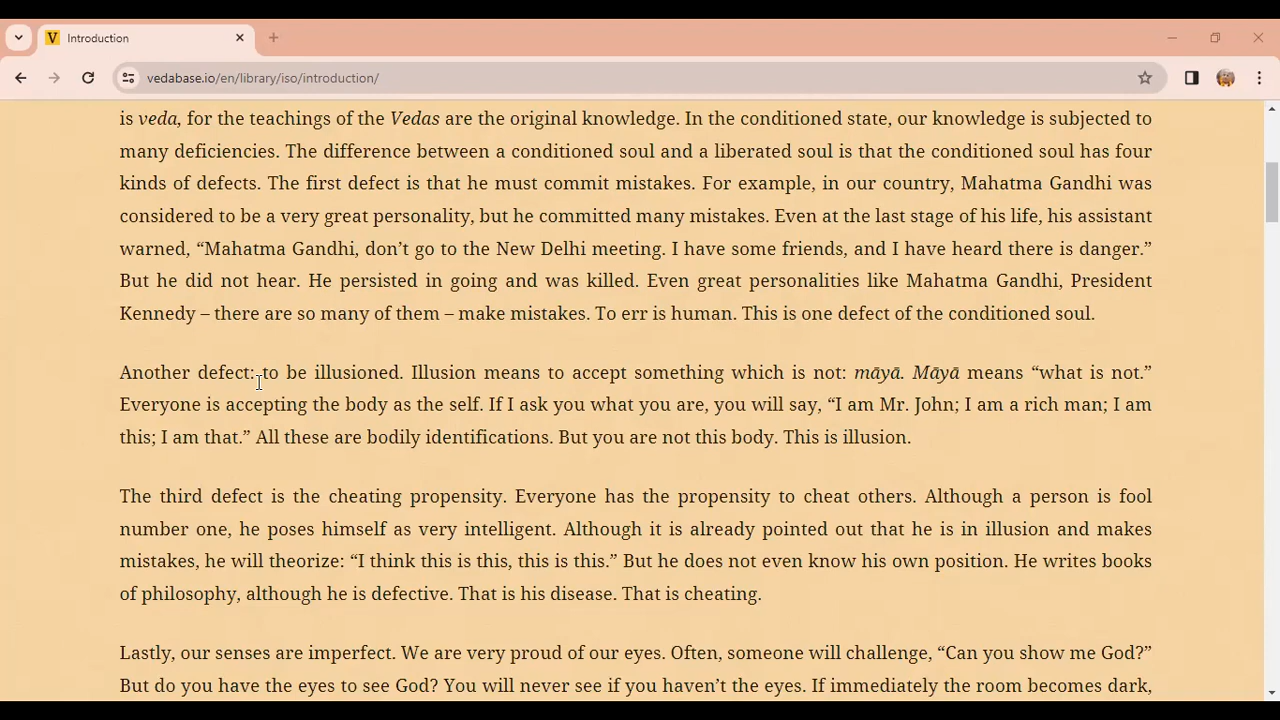 Introduction
vedabase.io/en/library/iso/introduction/
is veda, for the teachings of the Vedas are the original knowledge. In the conditioned state, our knowledge is subjected to
many deficiencies. The difference between a conditioned soul and a liberated soul is that the conditioned soul has four
kinds of defects. The first defect is that he must commit mistakes. For example, in our country, Mahatma Gandhi was
considered to be a very great personality, but he committed many mistakes. Even at the last stage of his life, his assistant
warned, “Mahatma Gandhi, don’t go to the New Delhi meeting. I have some friends, and I have heard there is danger.”
But he did not hear. He persisted in going and was killed. Even great personalities like Mahatma Gandhi, President
Kennedy – there are so many of them – make mistakes. To err is human. This is one defect of the conditioned soul.
Another defect: to be illusioned. Illusion means to accept something which is not: māyā. Māyā means “what is not.”
Everyone is accepting the body as the self. If I ask you what you are, you will say, “I am Mr. John; I am a rich man; I am
this; I am that.” All these are bodily identifications. But you are not this body. This is illusion.
The third defect is the cheating propensity. Everyone has the propensity to cheat others. Although a person is fool
number one, he poses himself as very intelligent. Although it is already pointed out that he is in illusion and makes
mistakes, he will theorize: “I think this is this, this is this.” But he does not even know his own position. He writes books
of philosophy, although he is defective. That is his disease. That is cheating.
Lastly, our senses are imperfect. We are very proud of our eyes. Often, someone will challenge, “Can you show me God?”
But do you have the eyes to see God? You will never see if you haven’t the eyes. If immediately the room becomes dark,